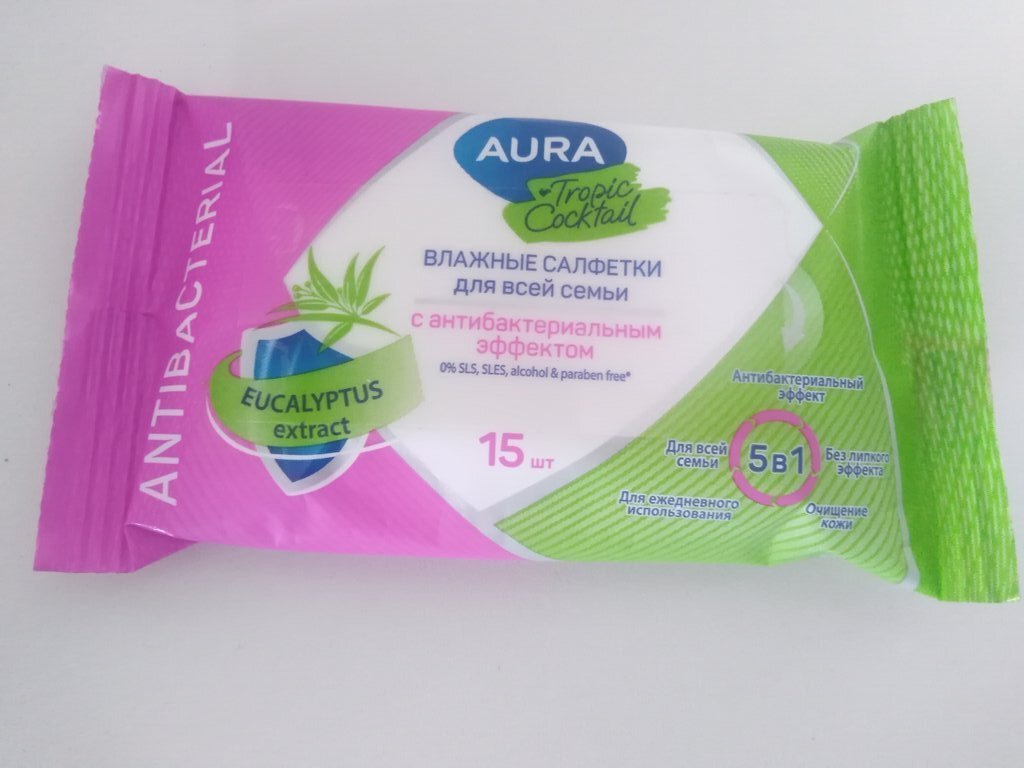 ANTIBACTERIAL
AURA
Tropic
Cocktail
ВЛАЖНЫЕ САЛФЕТКИ
для всей семьи
с антибактериальным
эффектом
0% SLS, SLES, alcohol & paraben free*
EUCALYPTUS
extract
15 шт
Антибактериальный
эффект
Для всей
семьи
5в1
Без липкого
эффекта
Для ежедневного
использования
Очищение
кожи